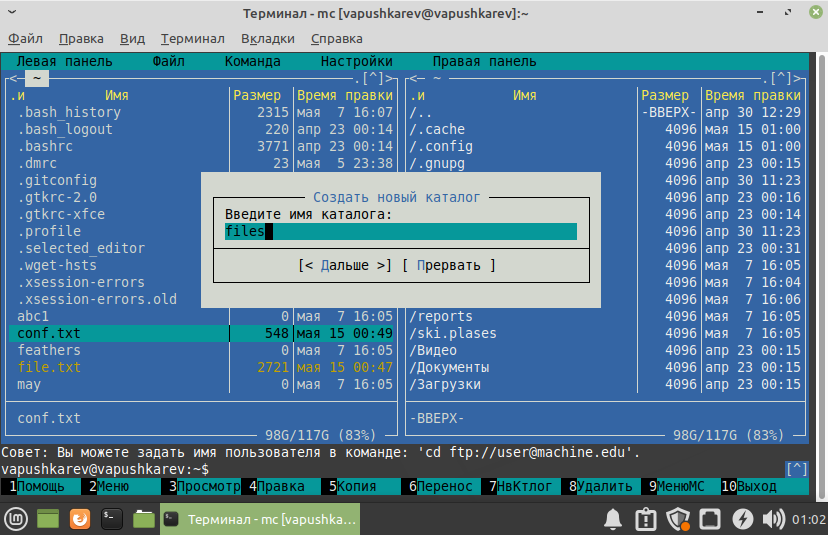 Терминал - mc [vapushkarev@vapushkarev]:~
Файл Правка Вид Терминал Вкладки Справка
Левая панель Файл Команда Настройки Правая панель
<─ ~ .[^]> <─ ~ .[^]>
.и Имя Размер Время правки .и Имя Размер Время правки
.bash_history 2315 мая 7 16:07 /.. -ВВЕРХ- апр 30 12:29
.bash_logout 220 апр 23 00:14 /.cache 4096 мая 15 01:00
.bashrc 3771 апр 23 00:14 /.config 4096 мая 15 01:00
.dmrc 23 мая 5 23:38 /.gnupg 4096 апр 23 00:15
.gitconfig 4096 апр 30 11:23
.gtkrc-2.0 4096 апр 23 00:16
.gtkrc-xfce 4096 апр 23 00:14
.profile 4096 апр 30 11:23
.selected_editor 4096 апр 23 00:31
.wget-hsts 4096 мая 7 16:05
.xsession-errors 4096 мая 7 16:04
.xsession-errors.old 4096 мая 7 16:06
Создать новый каталог
Введите имя каталога:
files
[< Дальше >] [ Прервать ]
abc1 0 мая 7 16:05 /reports 4096 мая 7 16:05
conf.txt 548 мая 15 00:49 /ski.plases 4096 мая 7 16:05
feathers 0 мая 7 16:05 /Видео 4096 апр 23 00:15
file.txt 2721 мая 15 00:47 /Документы 4096 апр 23 00:15
may 0 мая 7 16:05 /Загрузки 4096 апр 23 00:15
conf.txt -ВВЕРХ-
98G/117G (83%) 98G/117G (83%)
Совет: Вы можете задать имя пользователя в команде: 'cd ftp://user@machine.edu'.
vapushkarev@vapushkarev:~$ [^]
1Помощь 2Меню 3Просмотр 4Правка 5Копия 6Перенос 7НвКтлог 8Удалить 9МенюМС 10Выход
Терминал - mc [vapushka... 01:02